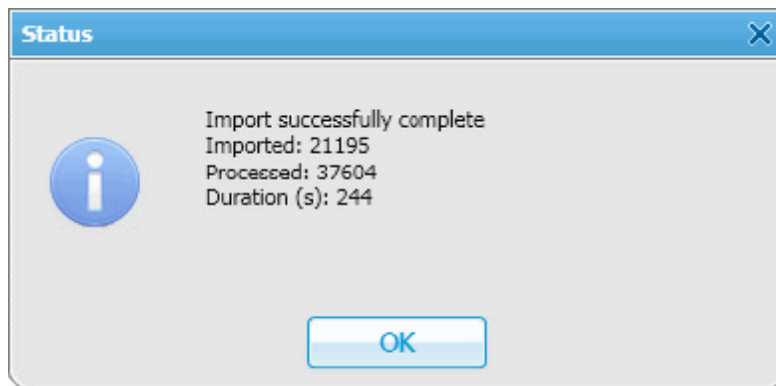 Status
Import successfully complete
Imported: 21195
Processed: 37604
Duration (s): 244
OK